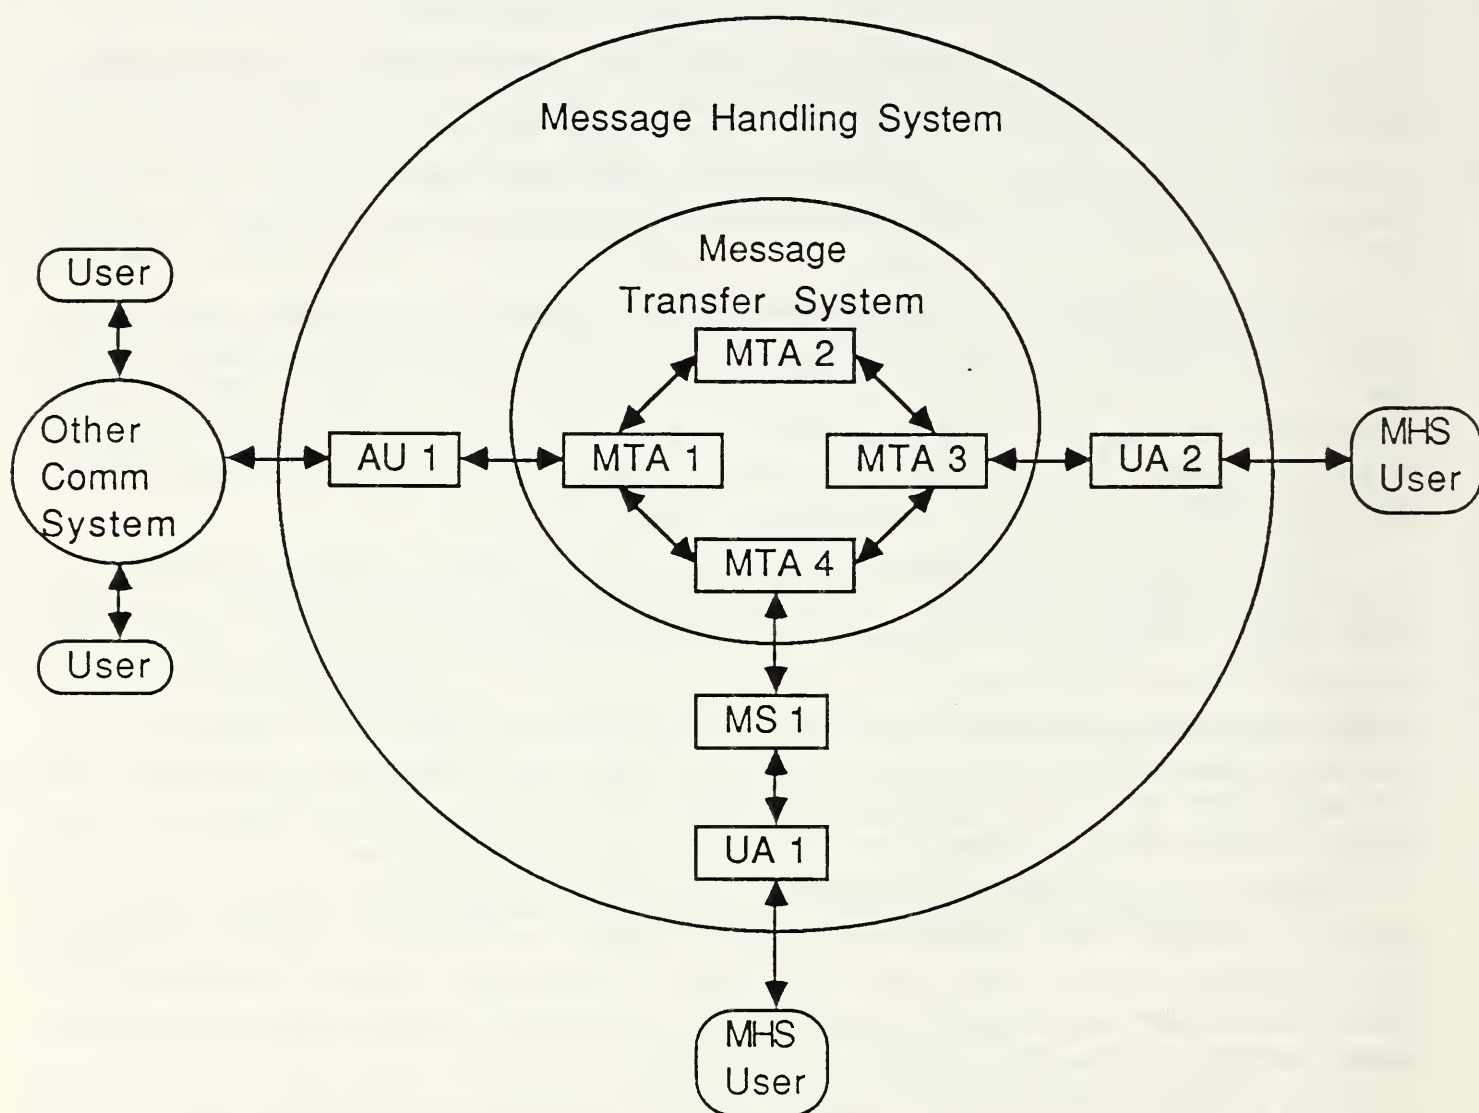 Message Handling System
Message
Transfer System
User
MTA 2
Other
Comm
System
AU 1
MTA 1
MTA 3
UA 2
MHS
User
MTA 4
User
MS 1
UA 1
MHS
User